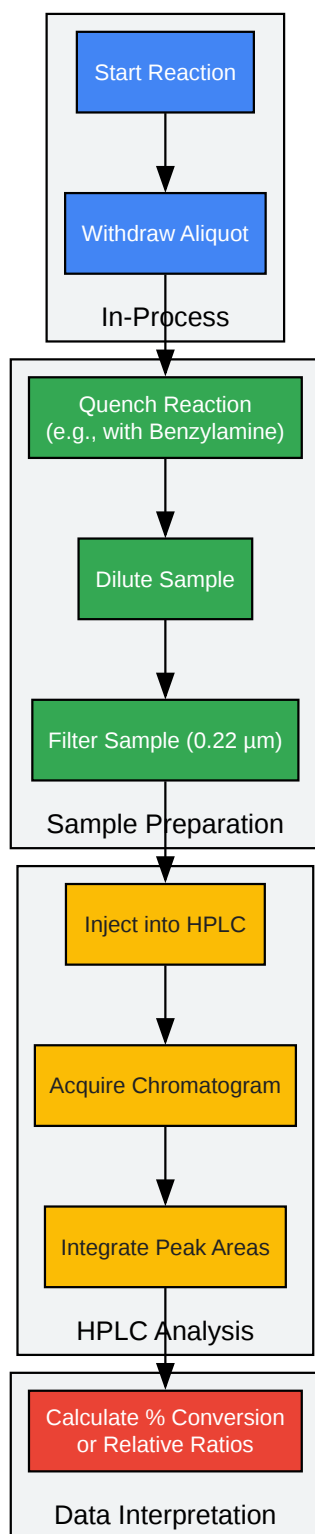 Start Reaction
Withdraw Aliquot
In-Process
Quench Reaction
(e.g., with Benzylamine)
Dilute Sample
Filter Sample (0.22 µm)
Sample Preparation
Inject into HPLC
Acquire Chromatogram
Integrate Peak Areas
HPLC Analysis
Calculate % Conversion
or Relative Ratios
Data Interpretation